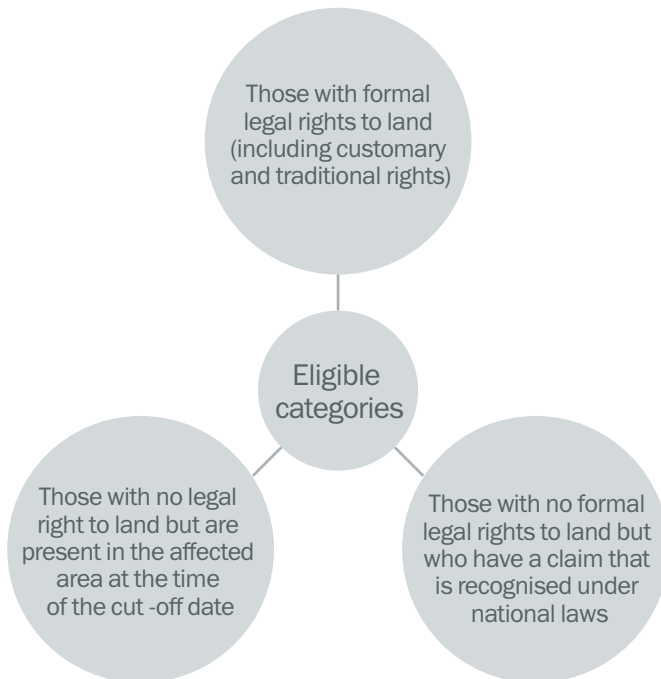 Those with formal
legal rights to land
(including customary
and traditional rights)
Eligible
categories
Those with no legal
right to land but are
present in the affected
area at the time
of the cut -off date
Those with no formal
legal rights to land but
who have a claim that
is recognised under
national laws